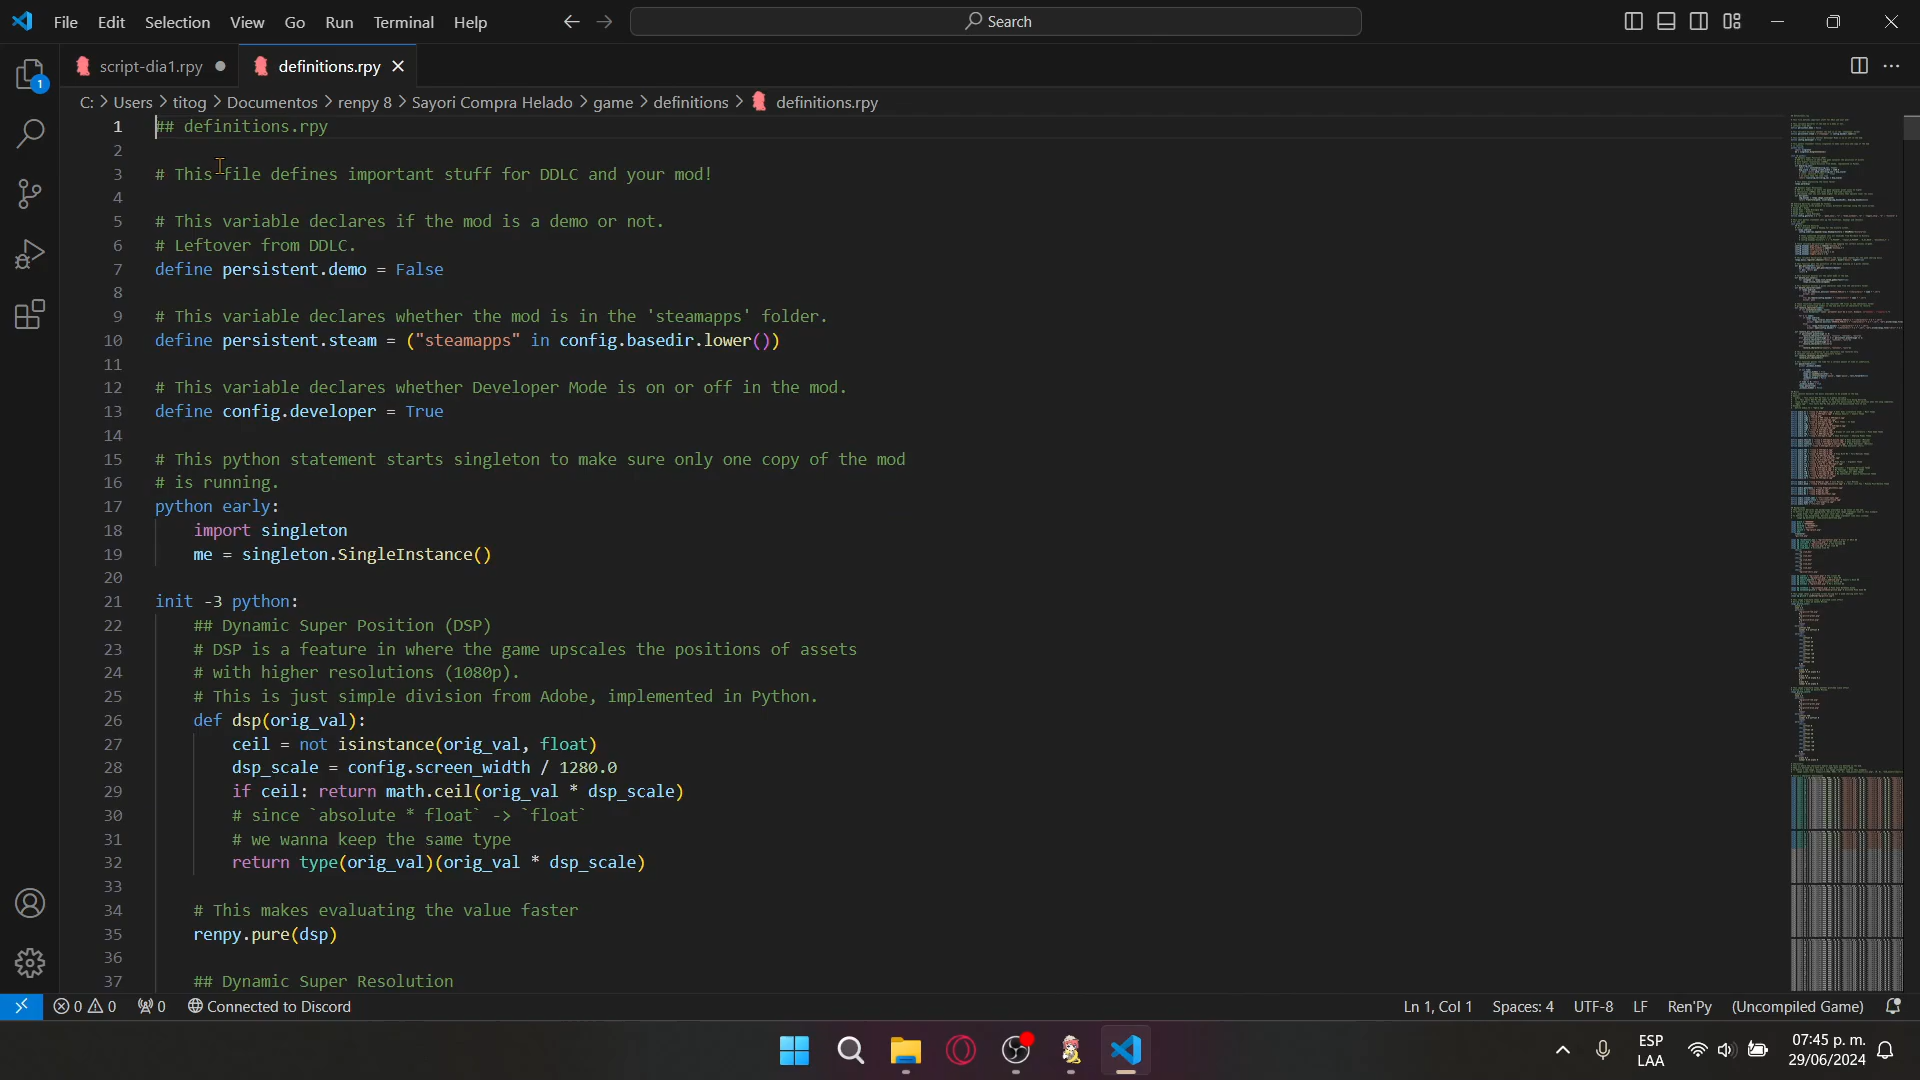 File Edit Selection View Go Run Terminal Help
Search
script-dia1.rpy
definitions.rpy
1
C: > Users > titog > Documentos > renpy 8 > Sayori Compra Helado > game > definitions > definitions.rpy
1 ## definitions.rpy
2
3 # This file defines important stuff for DDLC and your mod!
4
5 # This variable declares if the mod is a demo or not.
6 # Leftover from DDLC.
7 define persistent.demo = False
8
9 # This variable declares whether the mod is in the 'steamapps' folder.
10 define persistent.steam = ("steamapps" in config.basedir.lower())
11
12 # This variable declares whether Developer Mode is on or off in the mod.
13 define config.developer = True
14
15 # This python statement starts singleton to make sure only one copy of the mod
16 # is running.
17 python early:
18 import singleton
19 me = singleton.SingleInstance()
20
21 init -3 python:
22 ## Dynamic Super Position (DSP)
23 # DSP is a feature in where the game upscales the positions of assets
24 # with higher resolutions (1080p).
25 # This is just simple division from Adobe, implemented in Python.
26 def dsp(orig_val):
27 ceil = not isinstance(orig_val, float)
28 dsp_scale = config.screen_width / 1280.0
29 if ceil: return math.ceil(orig_val * dsp_scale)
30 # since `absolute * float` -> `float`
31 # we wanna keep the same type
32 return type(orig_val)(orig_val * dsp_scale)
33
34 # This makes evaluating the value faster
35 renpy.pure(dsp)
36
37 ## Dynamic Super Resolution
0 0 0 Connected to Discord
Ln 1, Col 1 Spaces: 4 UTF-8 LF Ren'Py (Uncompiled Game)
ESP
LAA
07:45 p. m.
29/06/2024